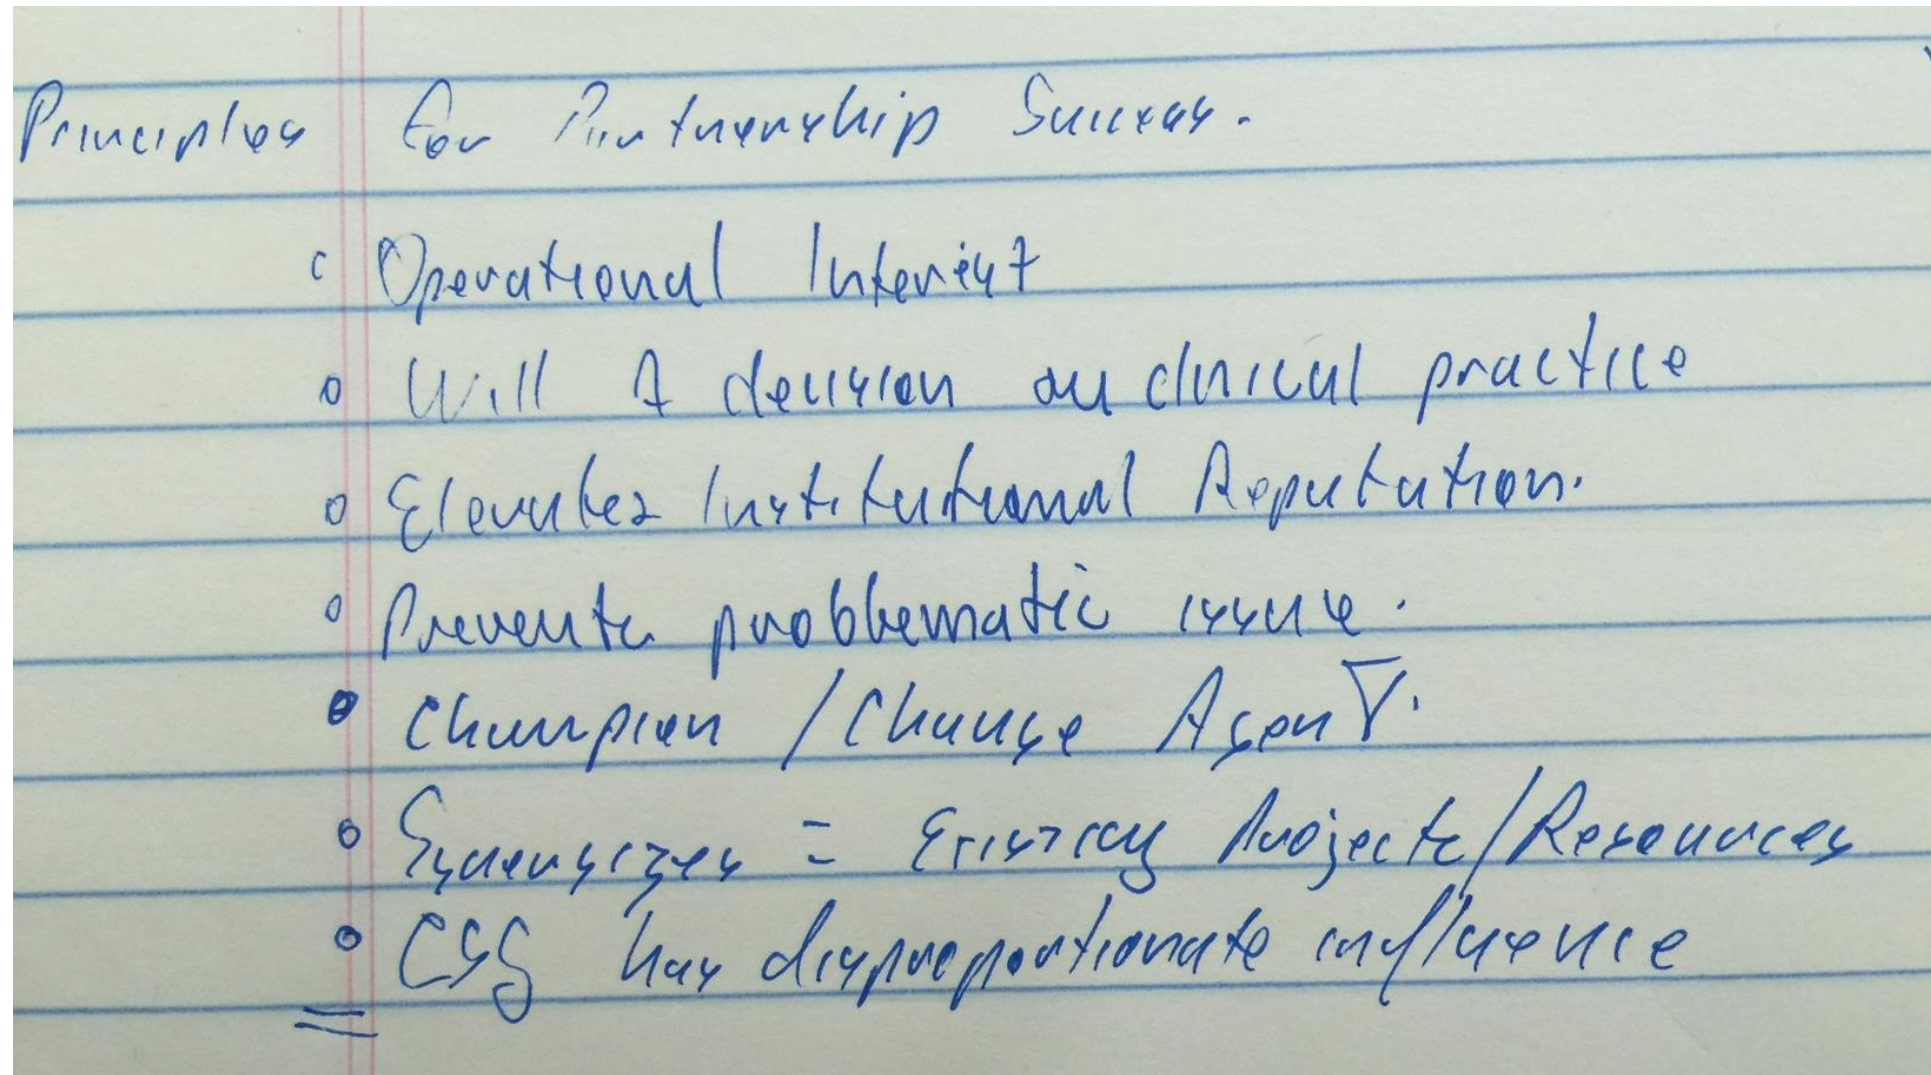 Principles for Partnership Success.
o Operational Interest
o Will A decision on clinical practice
o Elevates Institutional Reputation.
o Prevents problematic issue.
o Champion / Change Agent.
o Synergizes = Existing Projects/Resources
o CSG has disproportionate influence